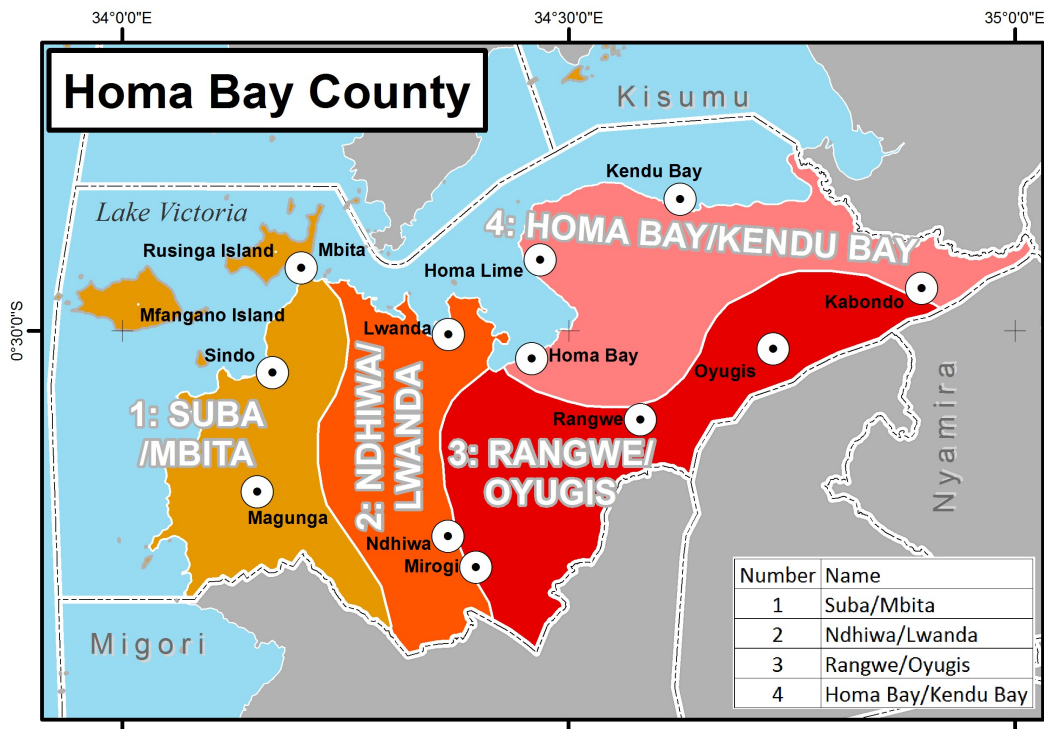 34°0'0"E
34°30'0"E
35°0'0"E
Homa Bay County
Kisumu
Kendu Bay
Lake Victoria
4: HOMA BAY/KENDU BAY
Rusinga Island
Mbita
Homa Lime
Kabondo
Mfangano Island
Lwanda
0°30'0"S
Sindo
Homa Bay
Oyugis
1: SUBA
/MBITA
2: NDHIWA/
LWANDA
Rangwe
3: RANGWE/
OYUGIS
Nyamira
Magunga
Ndhiwa
Mirogi
Migori
Number Name
1 Suba/Mbita
2 Ndhiwa/Lwanda
3 Rangwe/Oyugis
4 Homa Bay/Kendu Bay